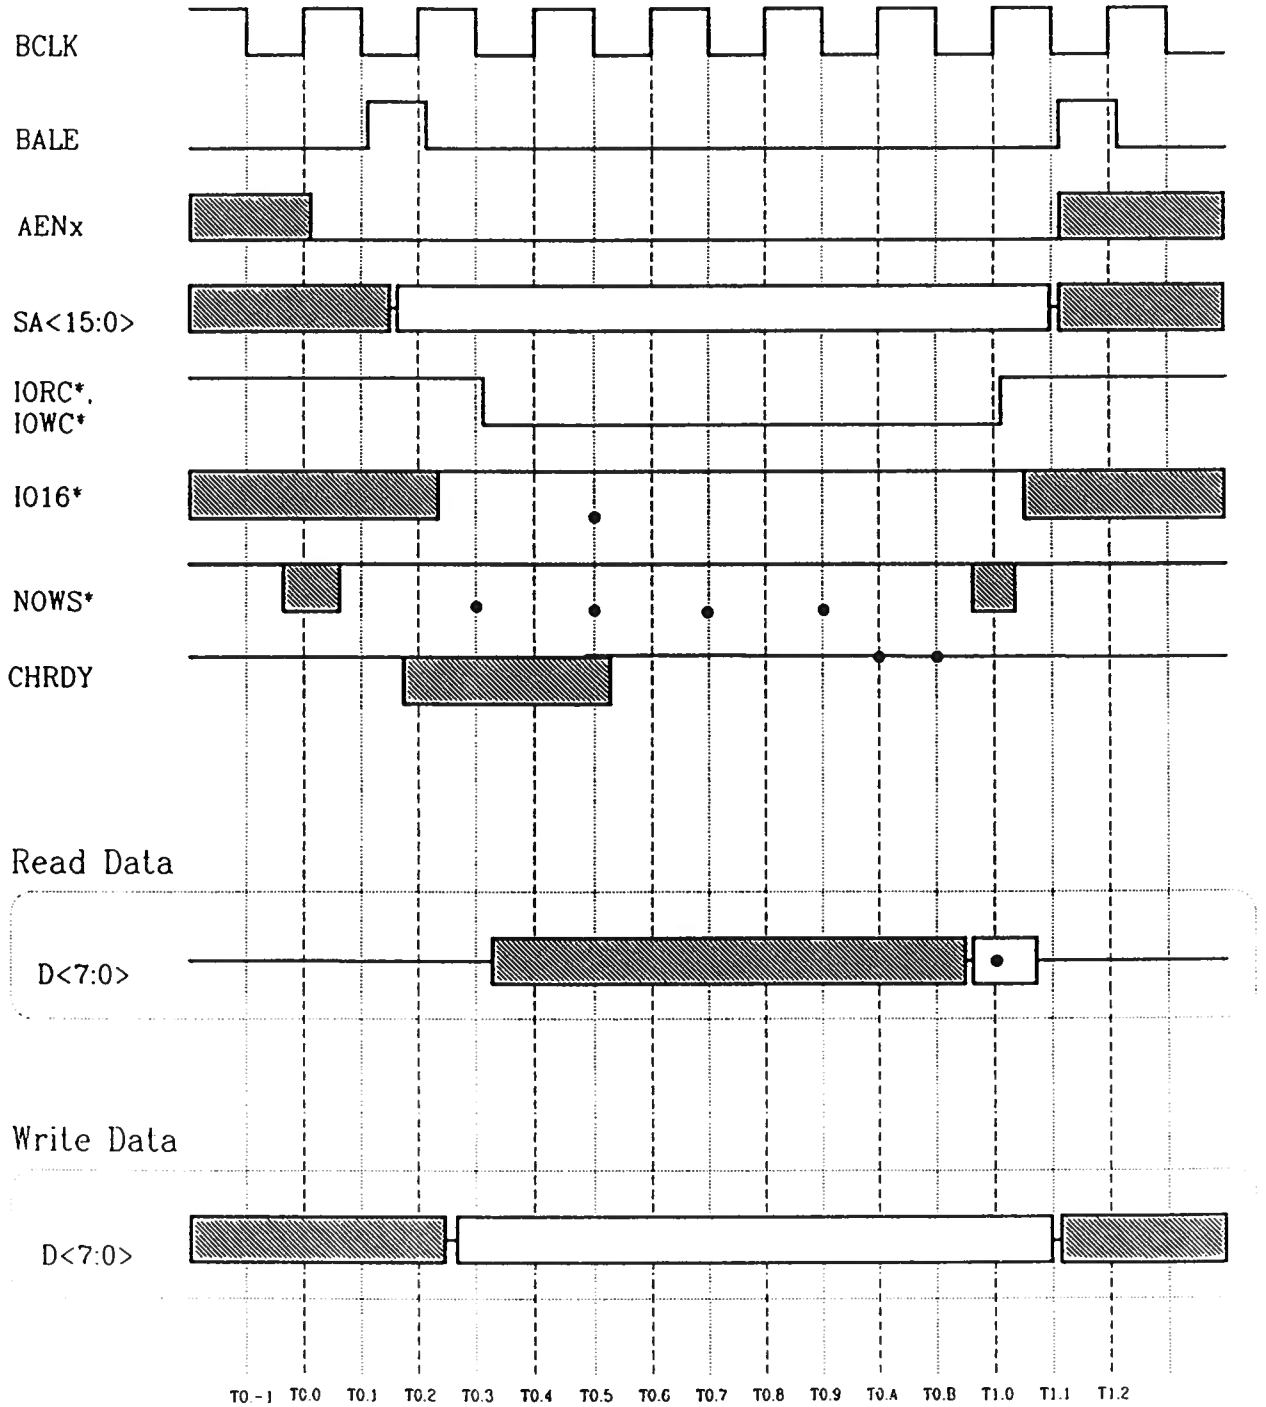 BCLK
BALE
AENx
SA<15:0>
IORC*,
IOWC*
IO16*
NOWS*
CHRDY
Read Data
D<7:0>
Write Data
D<7:0>
T0.-1 T0.0 T0.1 T0.2 T0.3 T0.4 T0.5 T0.6 T0.7 T0.8 T0.9 T0.A T0.B T1.0 T1.1 T1.2